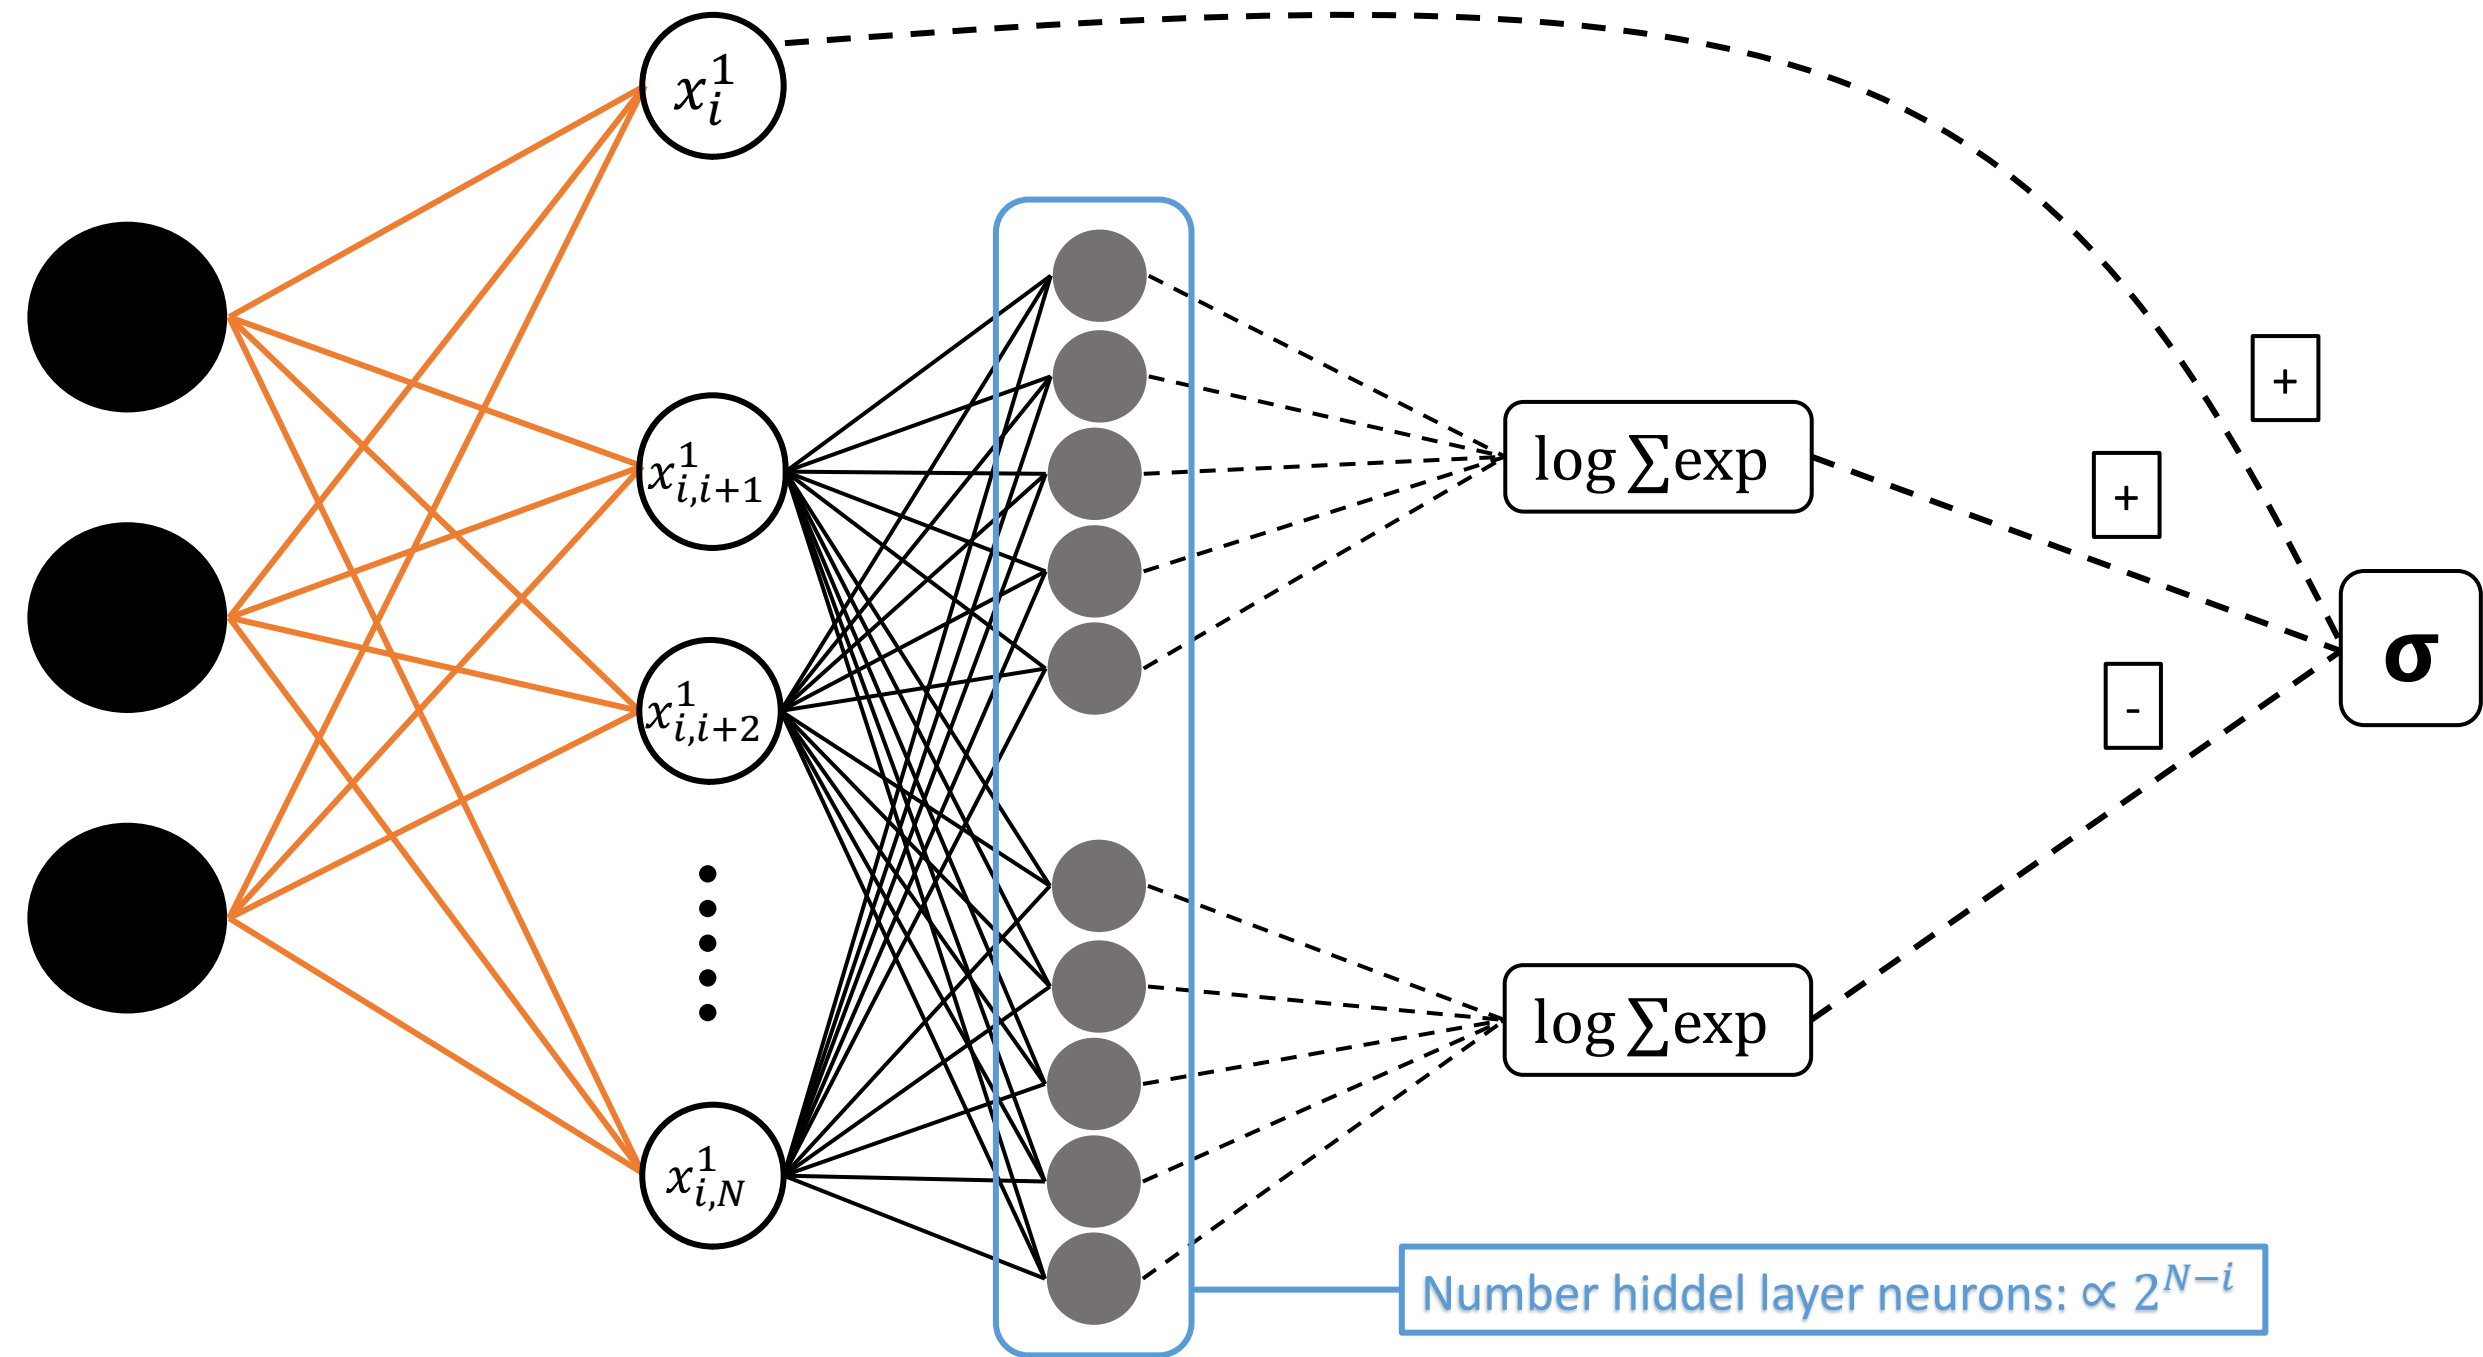 x_i^1
x_{i,i+1}^1
x_{i,i+2}^1
x_{i,N}^1
log ∑exp
log ∑exp
+
+
-
σ
Number hiddel layer neurons: ∝ 2^{N−i}